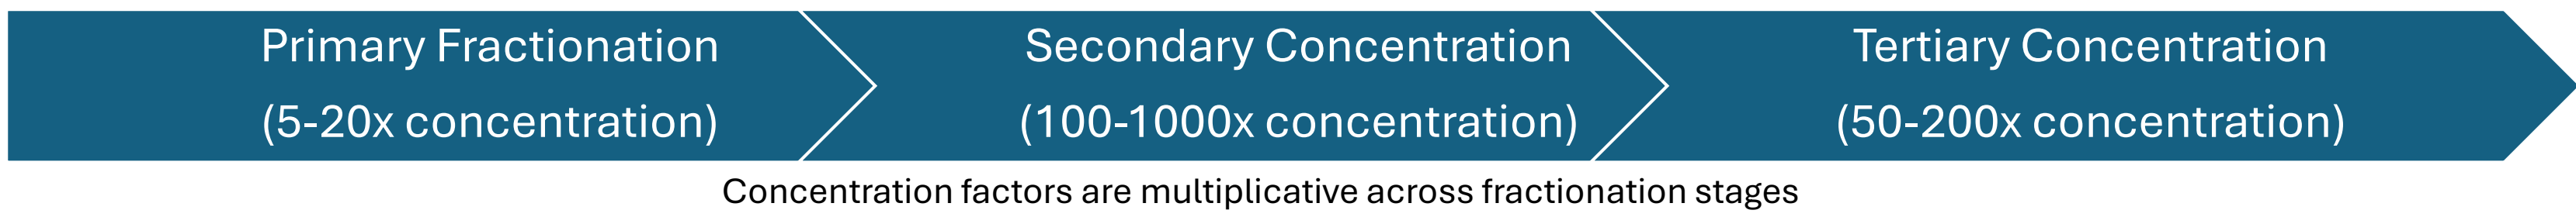 Primary Fractionation
(5-20x concentration)
Secondary Concentration
(100-1000x concentration)
Tertiary Concentration
(50-200x concentration)
Concentration factors are multiplicative across fractionation stages